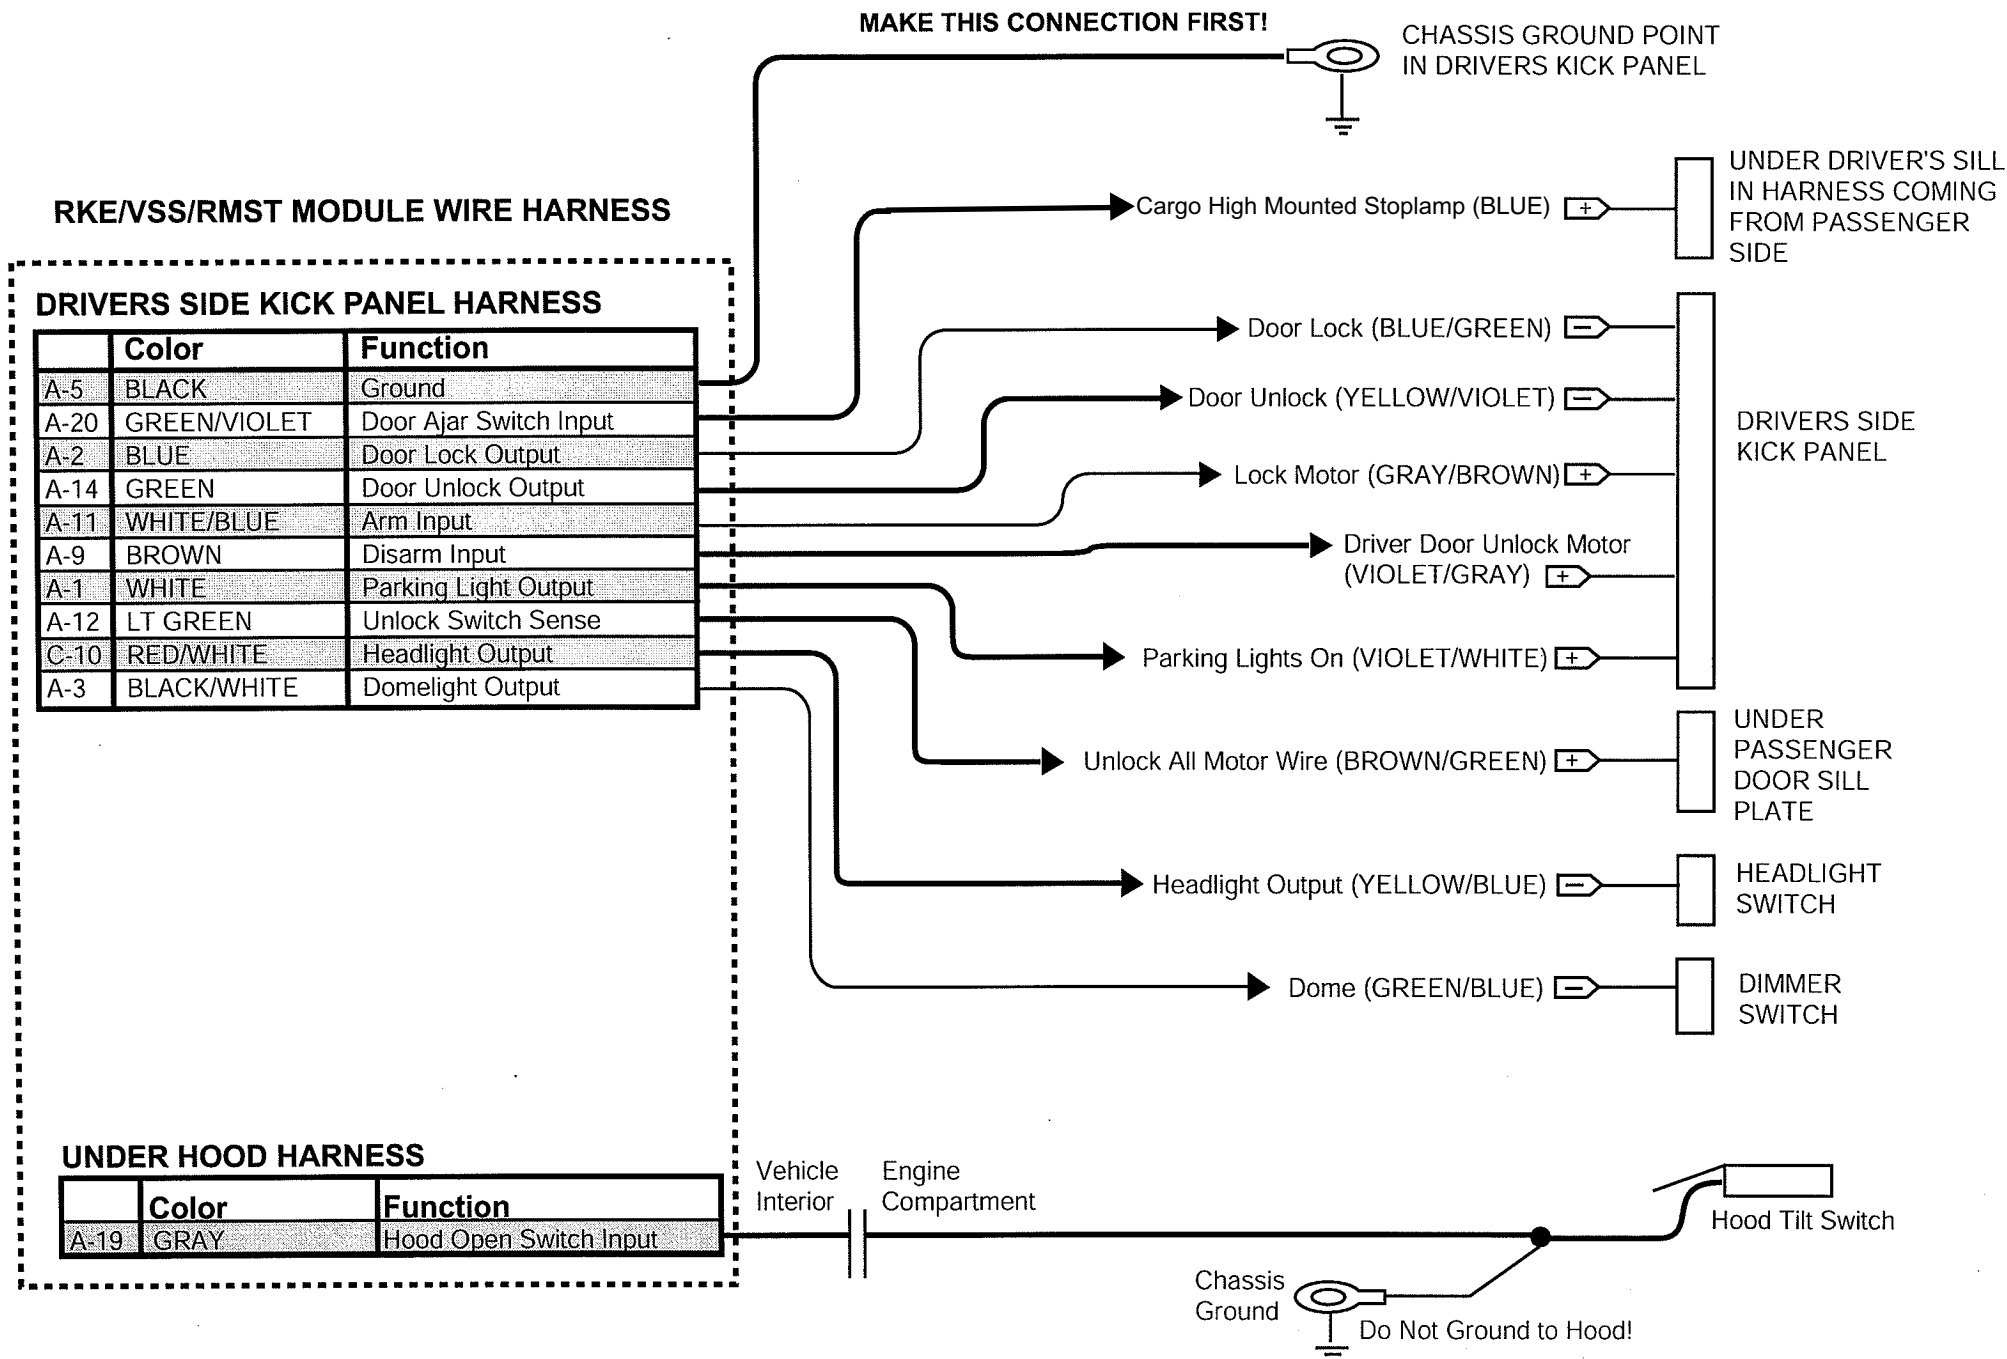 MAKE THIS CONNECTION FIRST!
CHASSIS GROUND POINT
IN DRIVERS KICK PANEL
RKE/VSS/RMST MODULE WIRE HARNESS
Cargo High Mounted Stoplamp (BLUE) +
UNDER DRIVER'S SILL
IN HARNESS COMING
FROM PASSENGER
SIDE
DRIVERS SIDE KICK PANEL HARNESS
Color Function
A-5 BLACK Ground
A-20 GREEN/VIOLET Door Ajar Switch Input
A-2 BLUE Door Lock Output
A-14 GREEN Door Unlock Output
A-11 WHITE/BLUE Arm Input
A-9 BROWN Disarm Input
A-1 WHITE Parking Light Output
A-12 LT GREEN Unlock Switch Sense
C-10 RED/WHITE Headlight Output
A-3 BLACK/WHITE Domelight Output
Door Lock (BLUE/GREEN) −
Door Unlock (YELLOW/VIOLET) −
Lock Motor (GRAY/BROWN) +
Driver Door Unlock Motor
(VIOLET/GRAY) +
Parking Lights On (VIOLET/WHITE) +
DRIVERS SIDE
KICK PANEL
Unlock All Motor Wire (BROWN/GREEN) +
UNDER
PASSENGER
DOOR SILL
PLATE
Headlight Output (YELLOW/BLUE) −
HEADLIGHT
SWITCH
Dome (GREEN/BLUE) −
DIMMER
SWITCH
UNDER HOOD HARNESS
Color Function
A-19 GRAY Hood Open Switch Input
Vehicle
Interior
Engine
Compartment
Hood Tilt Switch
Chassis
Ground
Do Not Ground to Hood!